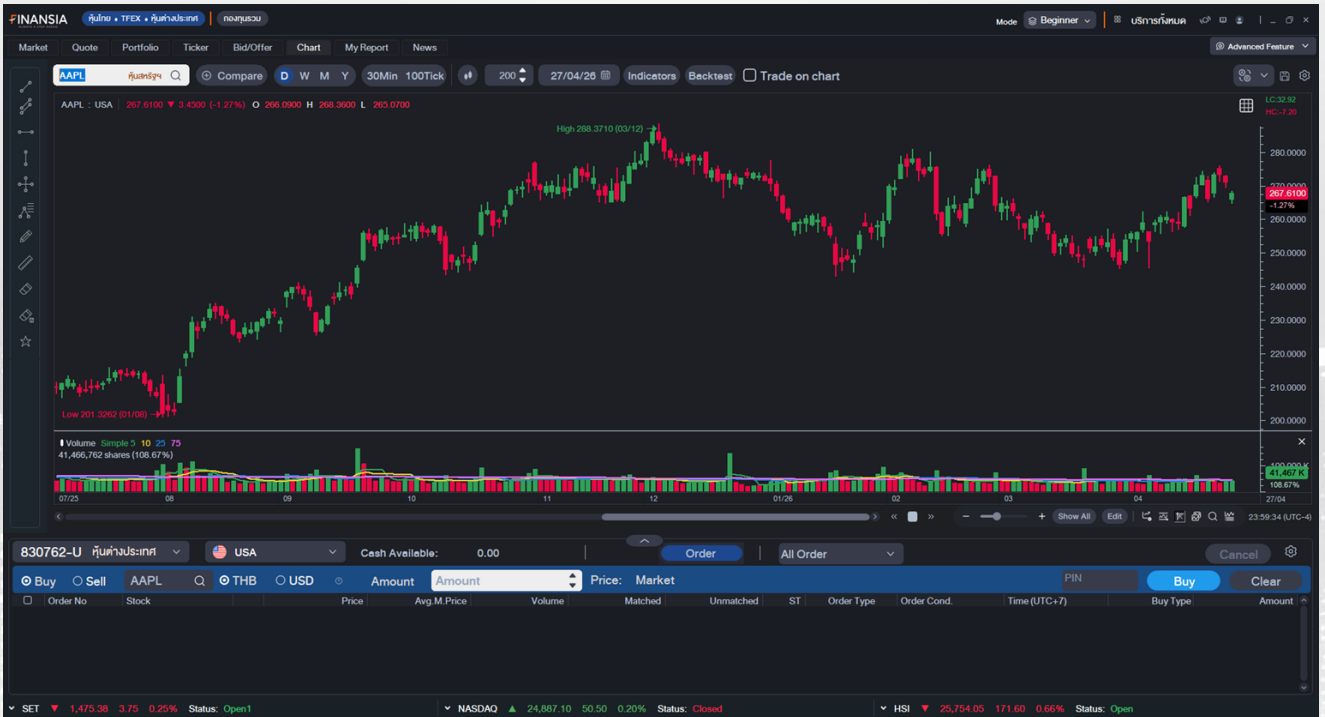 FINANSIA หุ้นไทย • TFEX • หุ้นต่างประเทศ กองทุนรวม Mode Beginner บริการทั้งหมด
Market Quote Portfolio Ticker Bid/Offer Chart My Report News Advanced Feature
AAPL หุ้นสหรัฐฯ Compare D W M Y 30Min 100Tick 200 27/04/26 Indicators Backtest Trade on chart
AAPL : USA 267.6100 ▼ 3.4500 (-1.27%) O 266.0900 H 268.3600 L 265.0700
LC:32.92
HC:-7.20
High 288.3710 (03/12)
280.0000
270.0000
267.6100
-1.27%
260.0000
250.0000
240.0000
230.0000
220.0000
210.0000
Low 201.3262 (01/08)
200.0000
Volume Simple 5 10 25 75
41,466,762 shares (108.67%)
400,000 K
41,467 K
108.67%
07/25 08 09 10 11 12 01/26 02 03 04 27/04
Show All Edit 23:59:34 (UTC-4)
830762-U หุ้นต่างประเทศ USA Cash Available: 0.00 Order All Order Cancel
Buy Sell AAPL THB USD Amount Amount Price: Market PIN Buy Clear
Order No Stock Price Avg.M.Price Volume Matched Unmatched ST Order Type Order Cond. Time (UTC+7) Buy Type Amount
SET ▼ 1,475.38 3.75 0.25% Status: Open1 NASDAQ ▲ 24,887.10 50.50 0.20% Status: Closed HSI ▼ 25,754.05 171.60 0.66% Status: Open